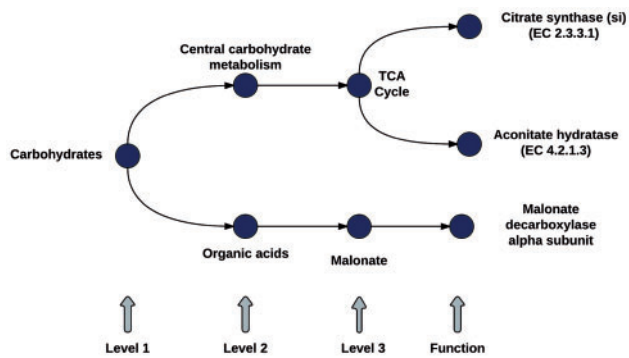 Citrate synthase (si)
(EC 2.3.3.1)
Central carbohydrate
metabolism
TCA
Cycle
Carbohydrates
Aconitate hydratase
(EC 4.2.1.3)
Malonate
decarboxylase
alpha subunit
Organic acids
Malonate
Level 1
Level 2
Level 3
Function